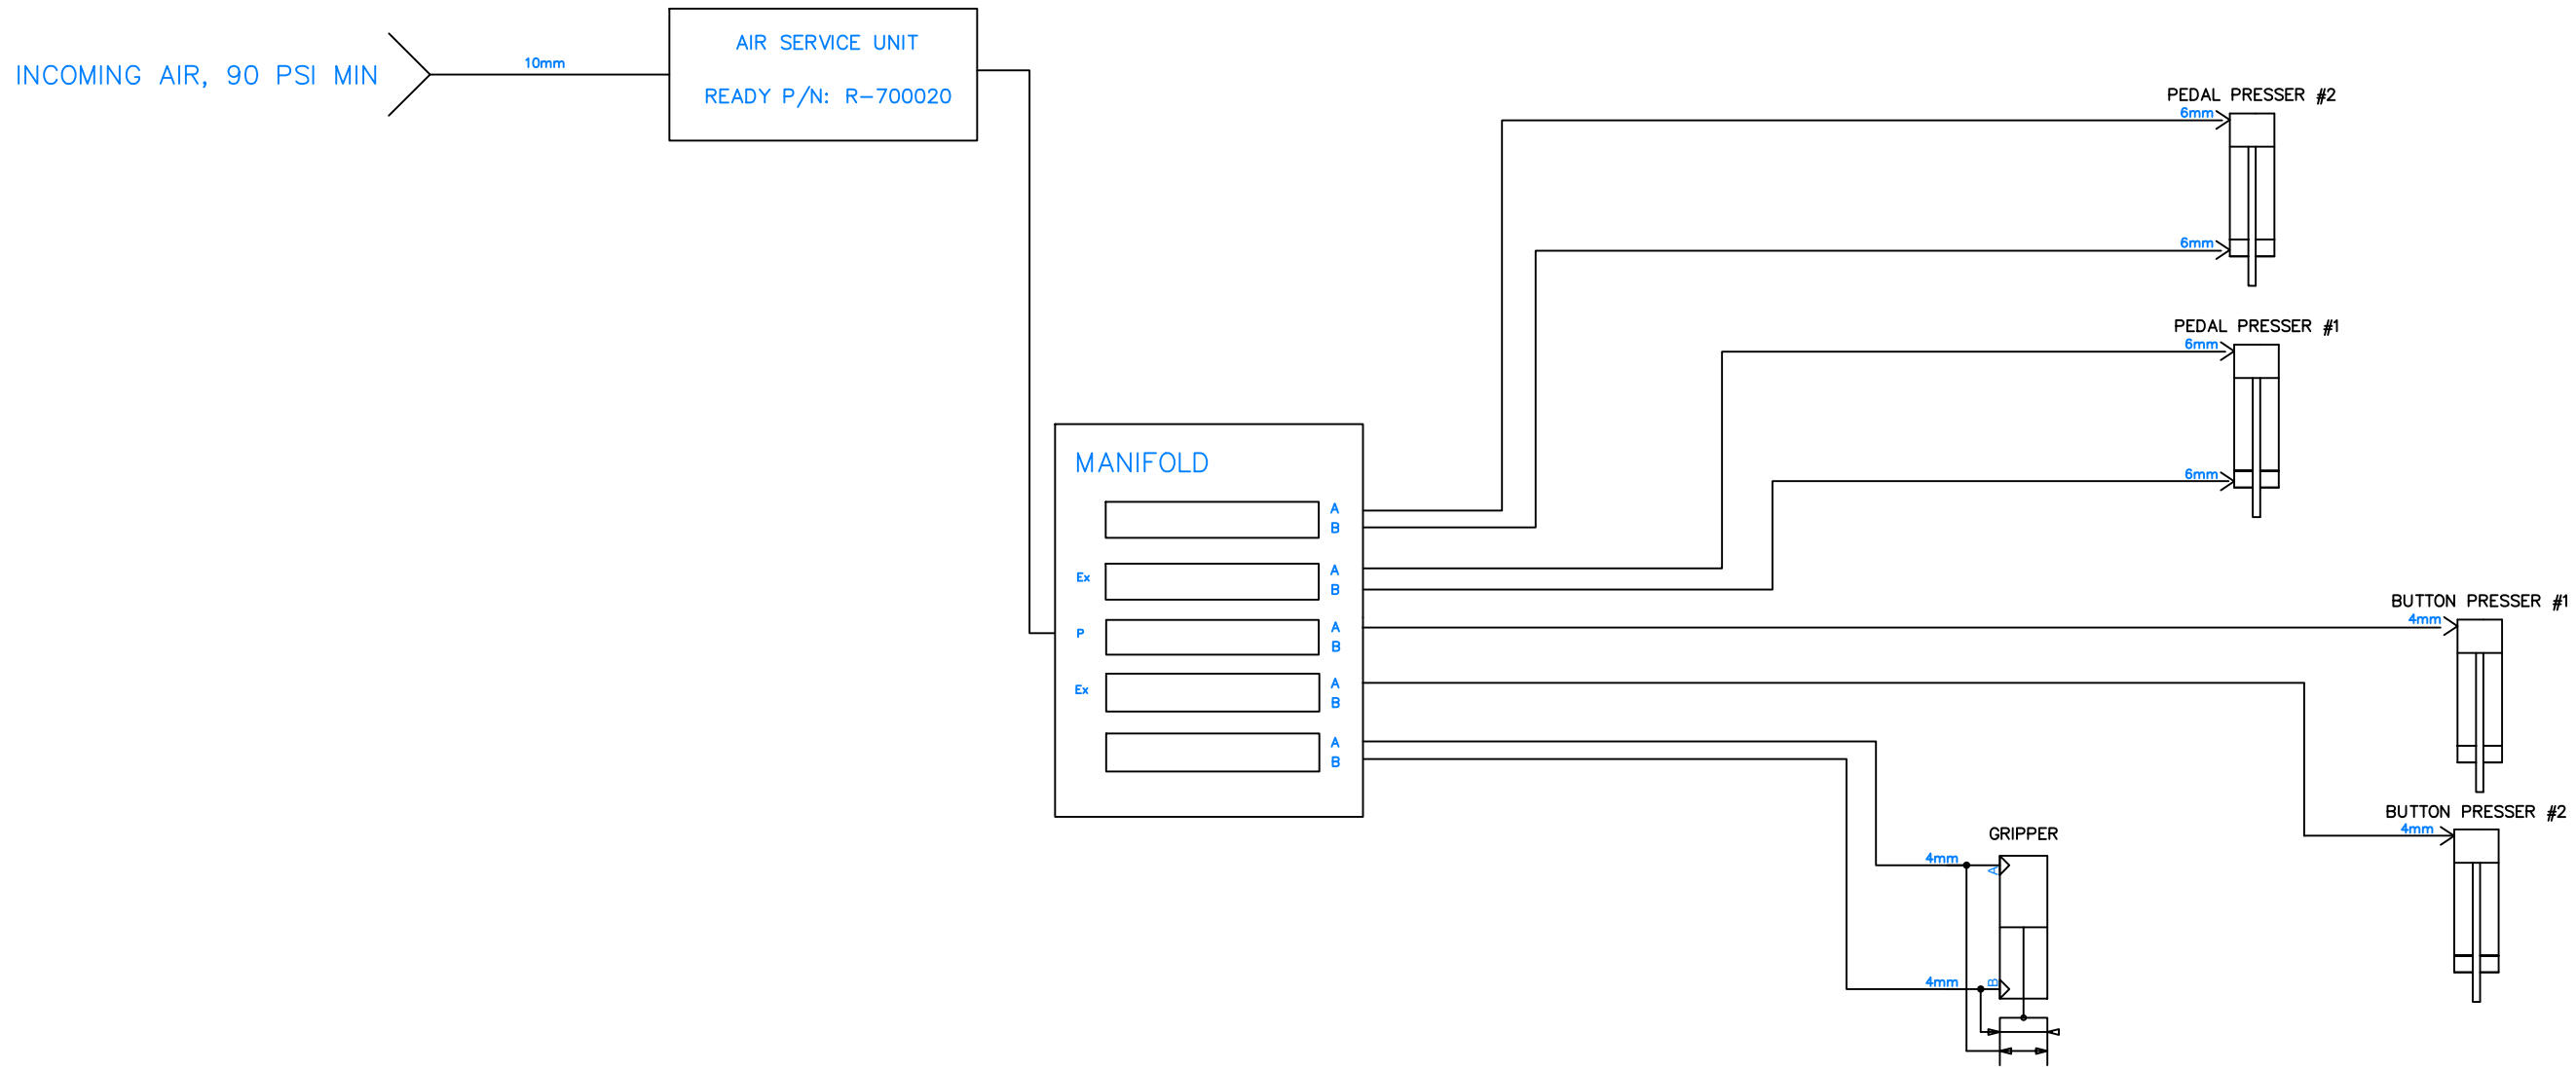 INCOMING AIR, 90 PSI MIN
10mm
AIR SERVICE UNIT
READY P/N: R-700020
PEDAL PRESSER #2
6mm
6mm
PEDAL PRESSER #1
6mm
6mm
MANIFOLD
A
B
Ex
A
B
P
A
B
Ex
A
B
A
B
BUTTON PRESSER #1
4mm
BUTTON PRESSER #2
4mm
GRIPPER
4mm
A
4mm
B